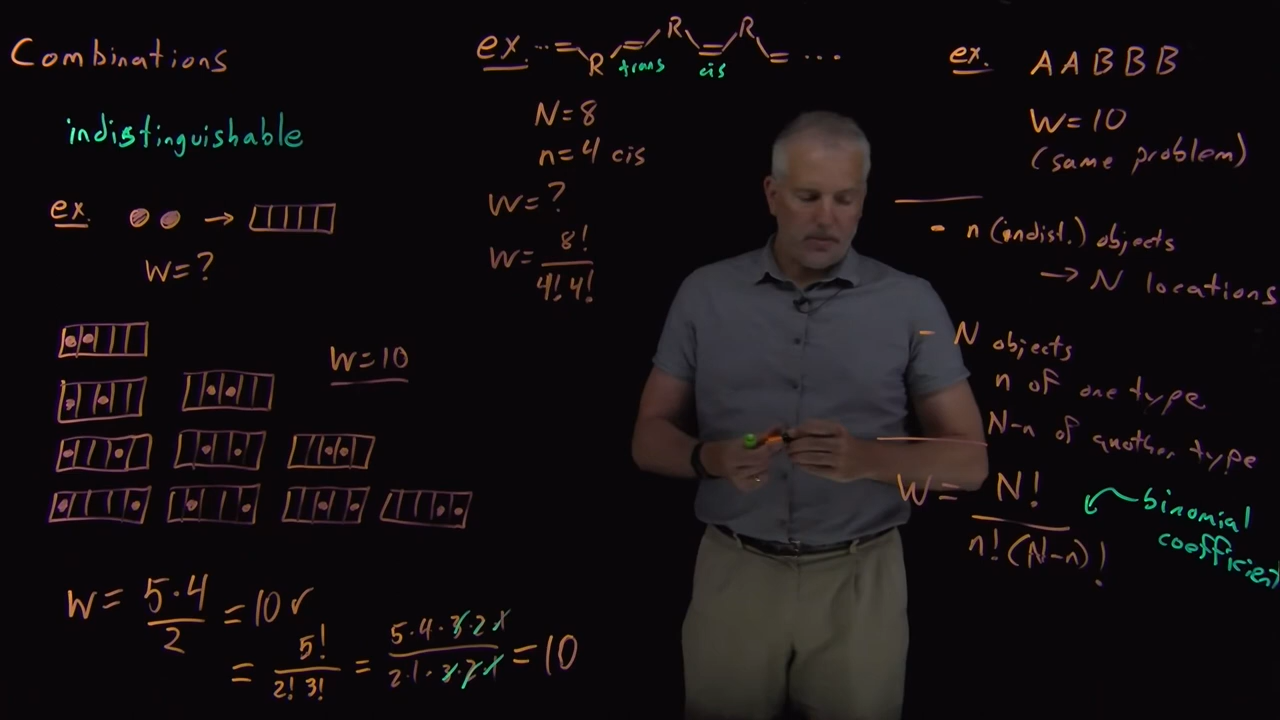 Combinations
indistinguishable
ex. → 
W=?
W=10
W = 5·4 / 2 = 10 ✓
= 5! / 2! 3! = 5·4·3·2·1 / 2·1·3·2·1 = 10
ex. ...=R=R=R=...
trans cis
N=8
n=4 cis
W=?
W= 8! / 4! 4!
ex. AABBB
W=10
(same problem)
- n (indist.) objects
→ N locations
- N objects
n of one type
N-n of another type
W= N! / n! (N-n)!
binomial
coefficient